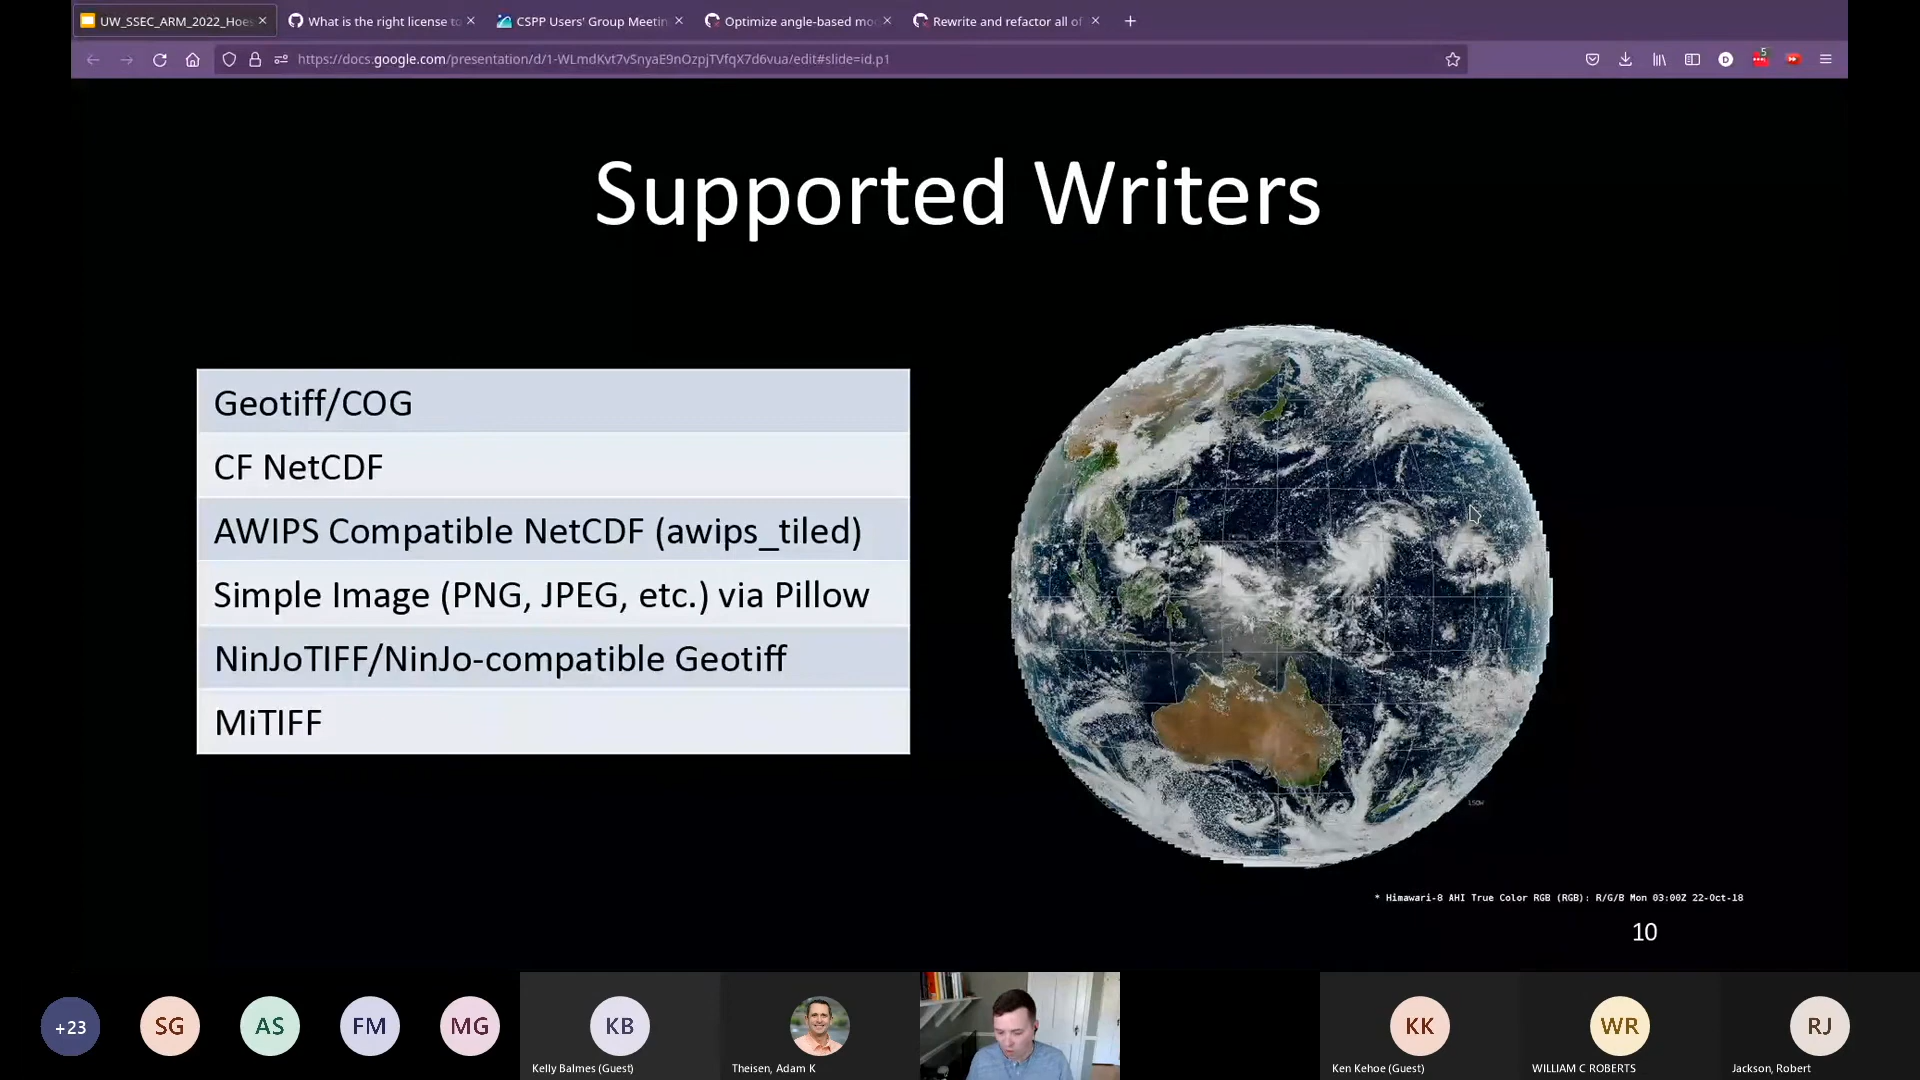 UW_SSEC_ARM_2022_Hoes
What is the right license to
CSPP Users' Group Meetin
Optimize angle-based mo
Rewrite and refactor all of
https://docs.google.com/presentation/d/1-WLmdKvt7vSnyaE9nOzpjTVfqX7d6vua/edit#slide=id.p1
D
5
Supported Writers
Geotiff/COG
CF NetCDF
AWIPS Compatible NetCDF (awips_tiled)
Simple Image (PNG, JPEG, etc.) via Pillow
NinJoTIFF/NinJo-compatible Geotiff
MiTIFF
150W
* Himawari-8 AHI True Color RGB (RGB): R/G/B Mon 03:00Z 22-Oct-18
10
+23
SG
AS
FM
MG
KB
KK
WR
RJ
Kelly Balmes (Guest)
Theisen, Adam K
Ken Kehoe (Guest)
WILLIAM C ROBERTS
Jackson, Robert